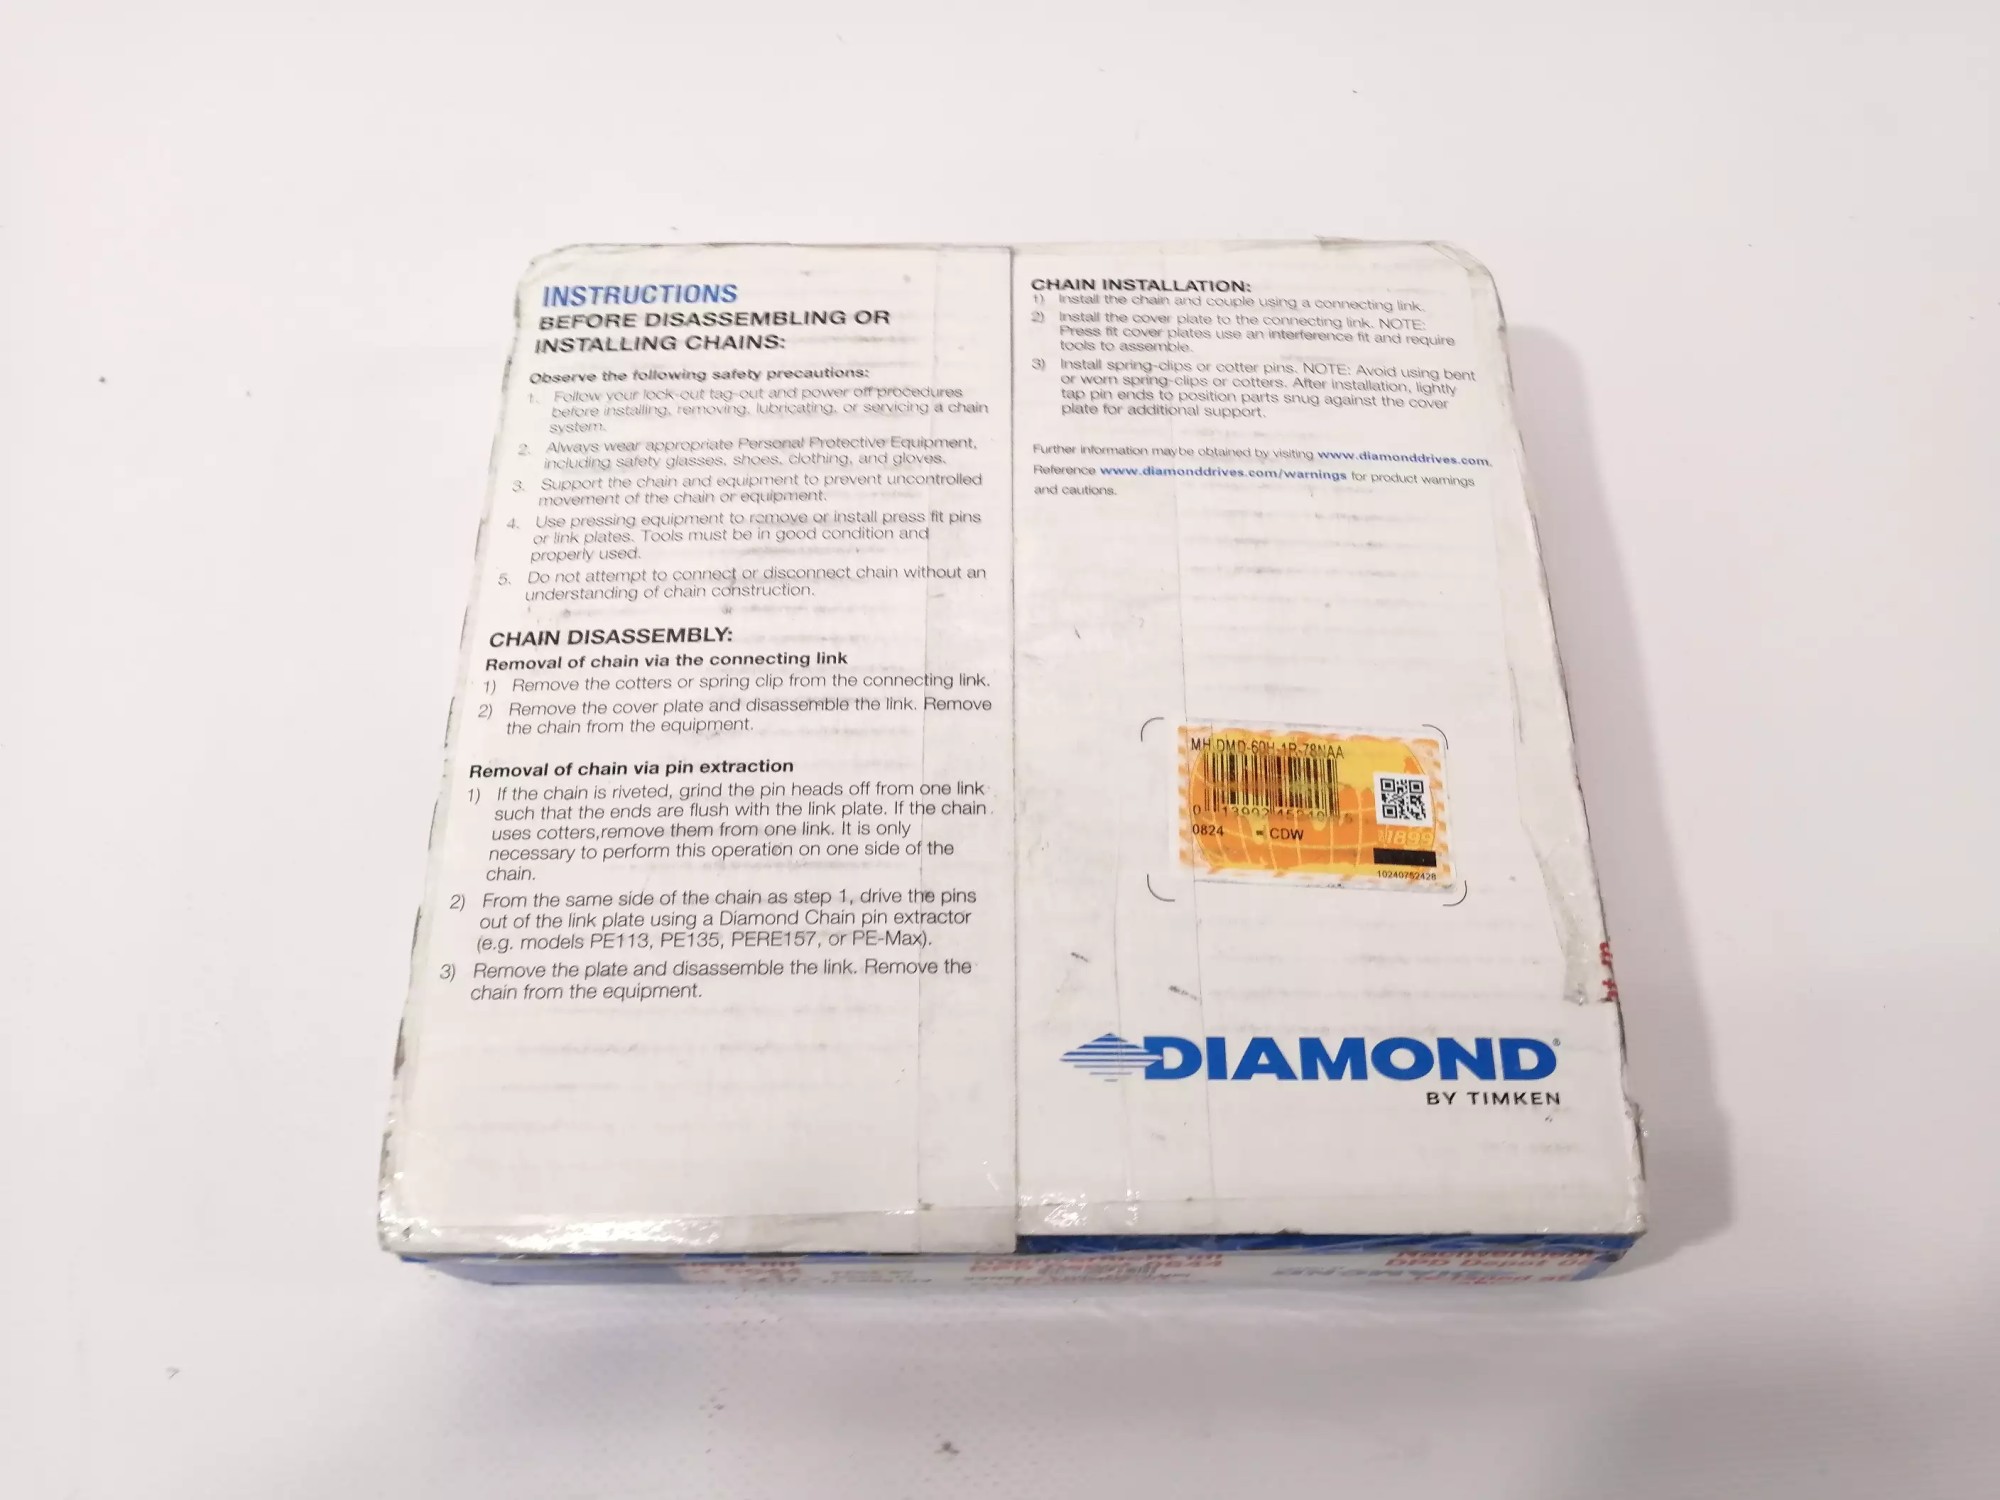 INSTRUCTIONS
BEFORE DISASSEMBLING OR
INSTALLING CHAINS:
Observe the following safety precautions:
1. Follow your lock-out tag-out and power off procedures
before installing, removing, lubricating, or servicing a chain
system.
2. Always wear appropriate Personal Protective Equipment,
including safety glasses, shoes, clothing, and gloves.
3. Support the chain and equipment to prevent uncontrolled
movement of the chain or equipment.
4. Use pressing equipment to remove or install press fit pins
or link plates. Tools must be in good condition and
properly used.
5. Do not attempt to connect or disconnect chain without an
understanding of chain construction.
CHAIN DISASSEMBLY:
Removal of chain via the connecting link
1) Remove the cotters or spring clip from the connecting link.
2) Remove the cover plate and disassemble the link. Remove
the chain from the equipment.
Removal of chain via pin extraction
1) If the chain is riveted, grind the pin heads off from one link
such that the ends are flush with the link plate. If the chain
uses cotters,remove them from one link. It is only
necessary to perform this operation on one side of the
chain.
2) From the same side of the chain as step 1, drive the pins
out of the link plate using a Diamond Chain pin extractor
(e.g. models PE113, PE135, PERE157, or PE-Max).
3) Remove the plate and disassemble the link. Remove the
chain from the equipment.
CHAIN INSTALLATION:
1) Install the chain and couple using a connecting link.
2) Install the cover plate to the connecting link. NOTE:
Press fit cover plates use an interference fit and require
tools to assemble.
3) Install spring-clips or cotter pins. NOTE: Avoid using bent
or worn spring-clips or cotters. After installation, lightly
tap pin ends to position parts snug against the cover
plate for additional support.
Further information may be obtained by visiting www.diamonddrives.com.
Reference www.diamonddrives.com/warnings for product warnings
and cautions.
MH DMD-60H-1R-78NAA
0824 - CDW
1899
10240752428
DIAMOND®
BY TIMKEN
DPD Depot